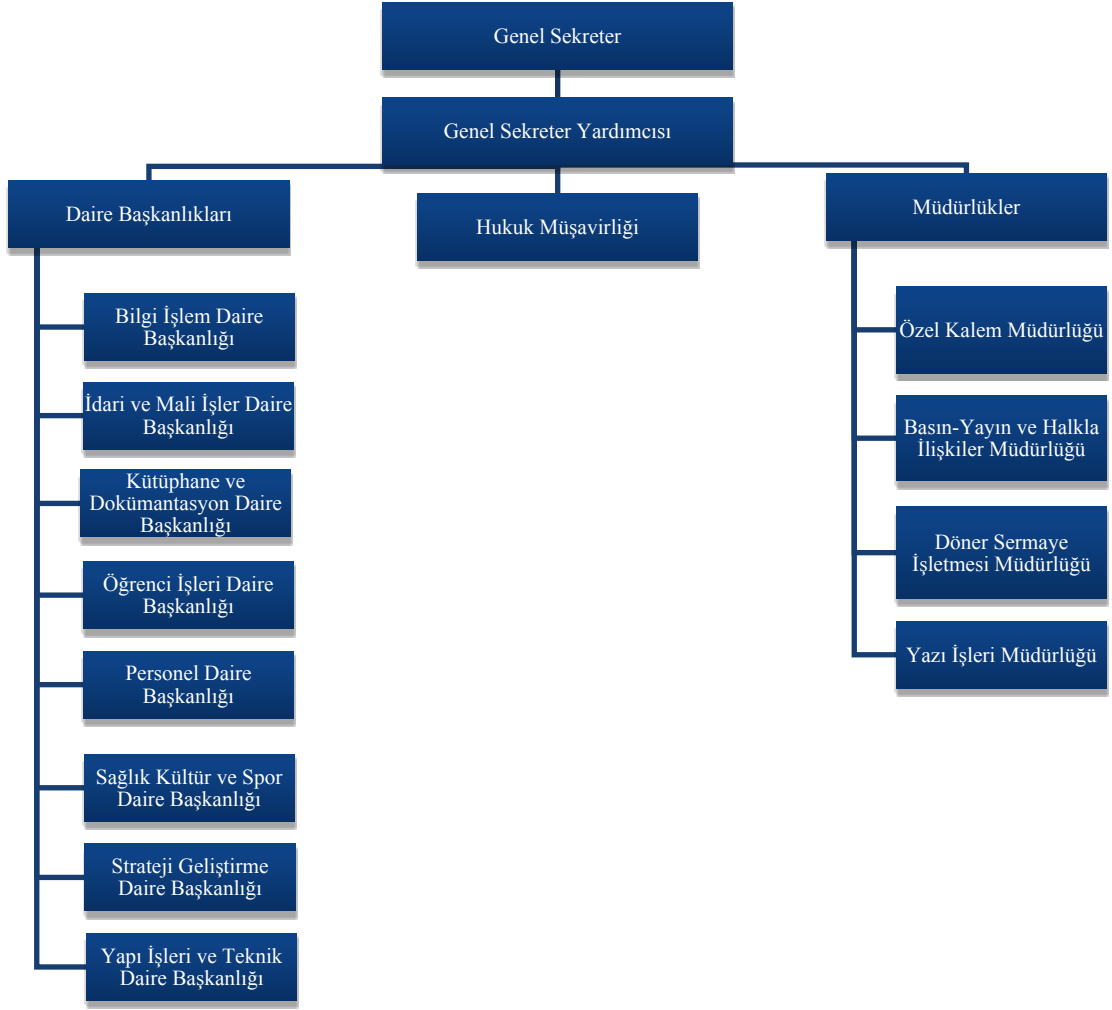 Genel Sekreter
Genel Sekreter Yardımcısı
Daire Başkanlıkları
Hukuk Müşavirliği
Müdürlükler
Bilgi İşlem Daire
Başkanlığı
İdari ve Mali İşler Daire
Başkanlığı
Kütüphane ve
Dokümantasyon Daire
Başkanlığı
Öğrenci İşleri Daire
Başkanlığı
Personel Daire
Başkanlığı
Sağlık Kültür ve Spor
Daire Başkanlığı
Strateji Geliştirme
Daire Başkanlığı
Yapı İşleri ve Teknik
Daire Başkanlığı
Özel Kalem Müdürlüğü
Basın-Yayın ve Halkla
İlişkiler Müdürlüğü
Döner Sermaye
İşletmesi Müdürlüğü
Yazı İşleri Müdürlüğü